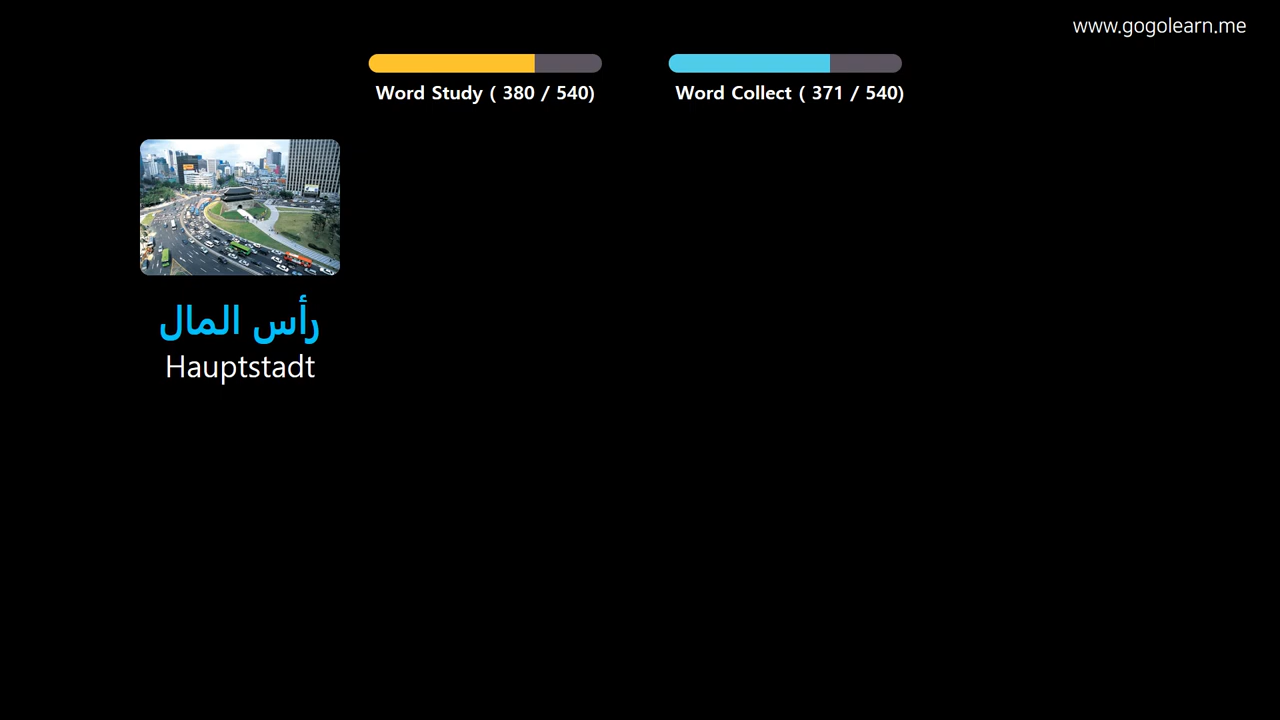 www.gogolearn.me
Word Study ( 380 / 540)
Word Collect ( 371 / 540)
رأس المال
Hauptstadt